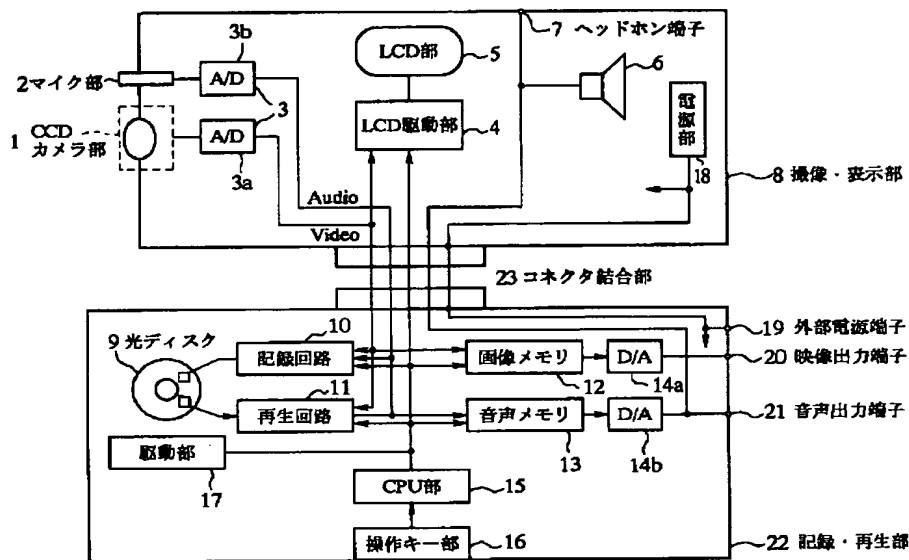 3b
A/D
3
A/D
3a
2 マイク部
1 CCD
カメラ部
LCD部
5
LCD駆動部
4
7 ヘッドホン端子
6
電源部
18
8 撮像・表示部
Audio
Video
23 コネクタ結合部
9 光ディスク
10
記録回路
11
再生回路
駆動部
17
画像メモリ
12
D/A
14a
音声メモリ
13
D/A
14b
CPU部
15
操作キー部
16
19 外部電源端子
20 映像出力端子
21 音声出力端子
22 記録・再生部